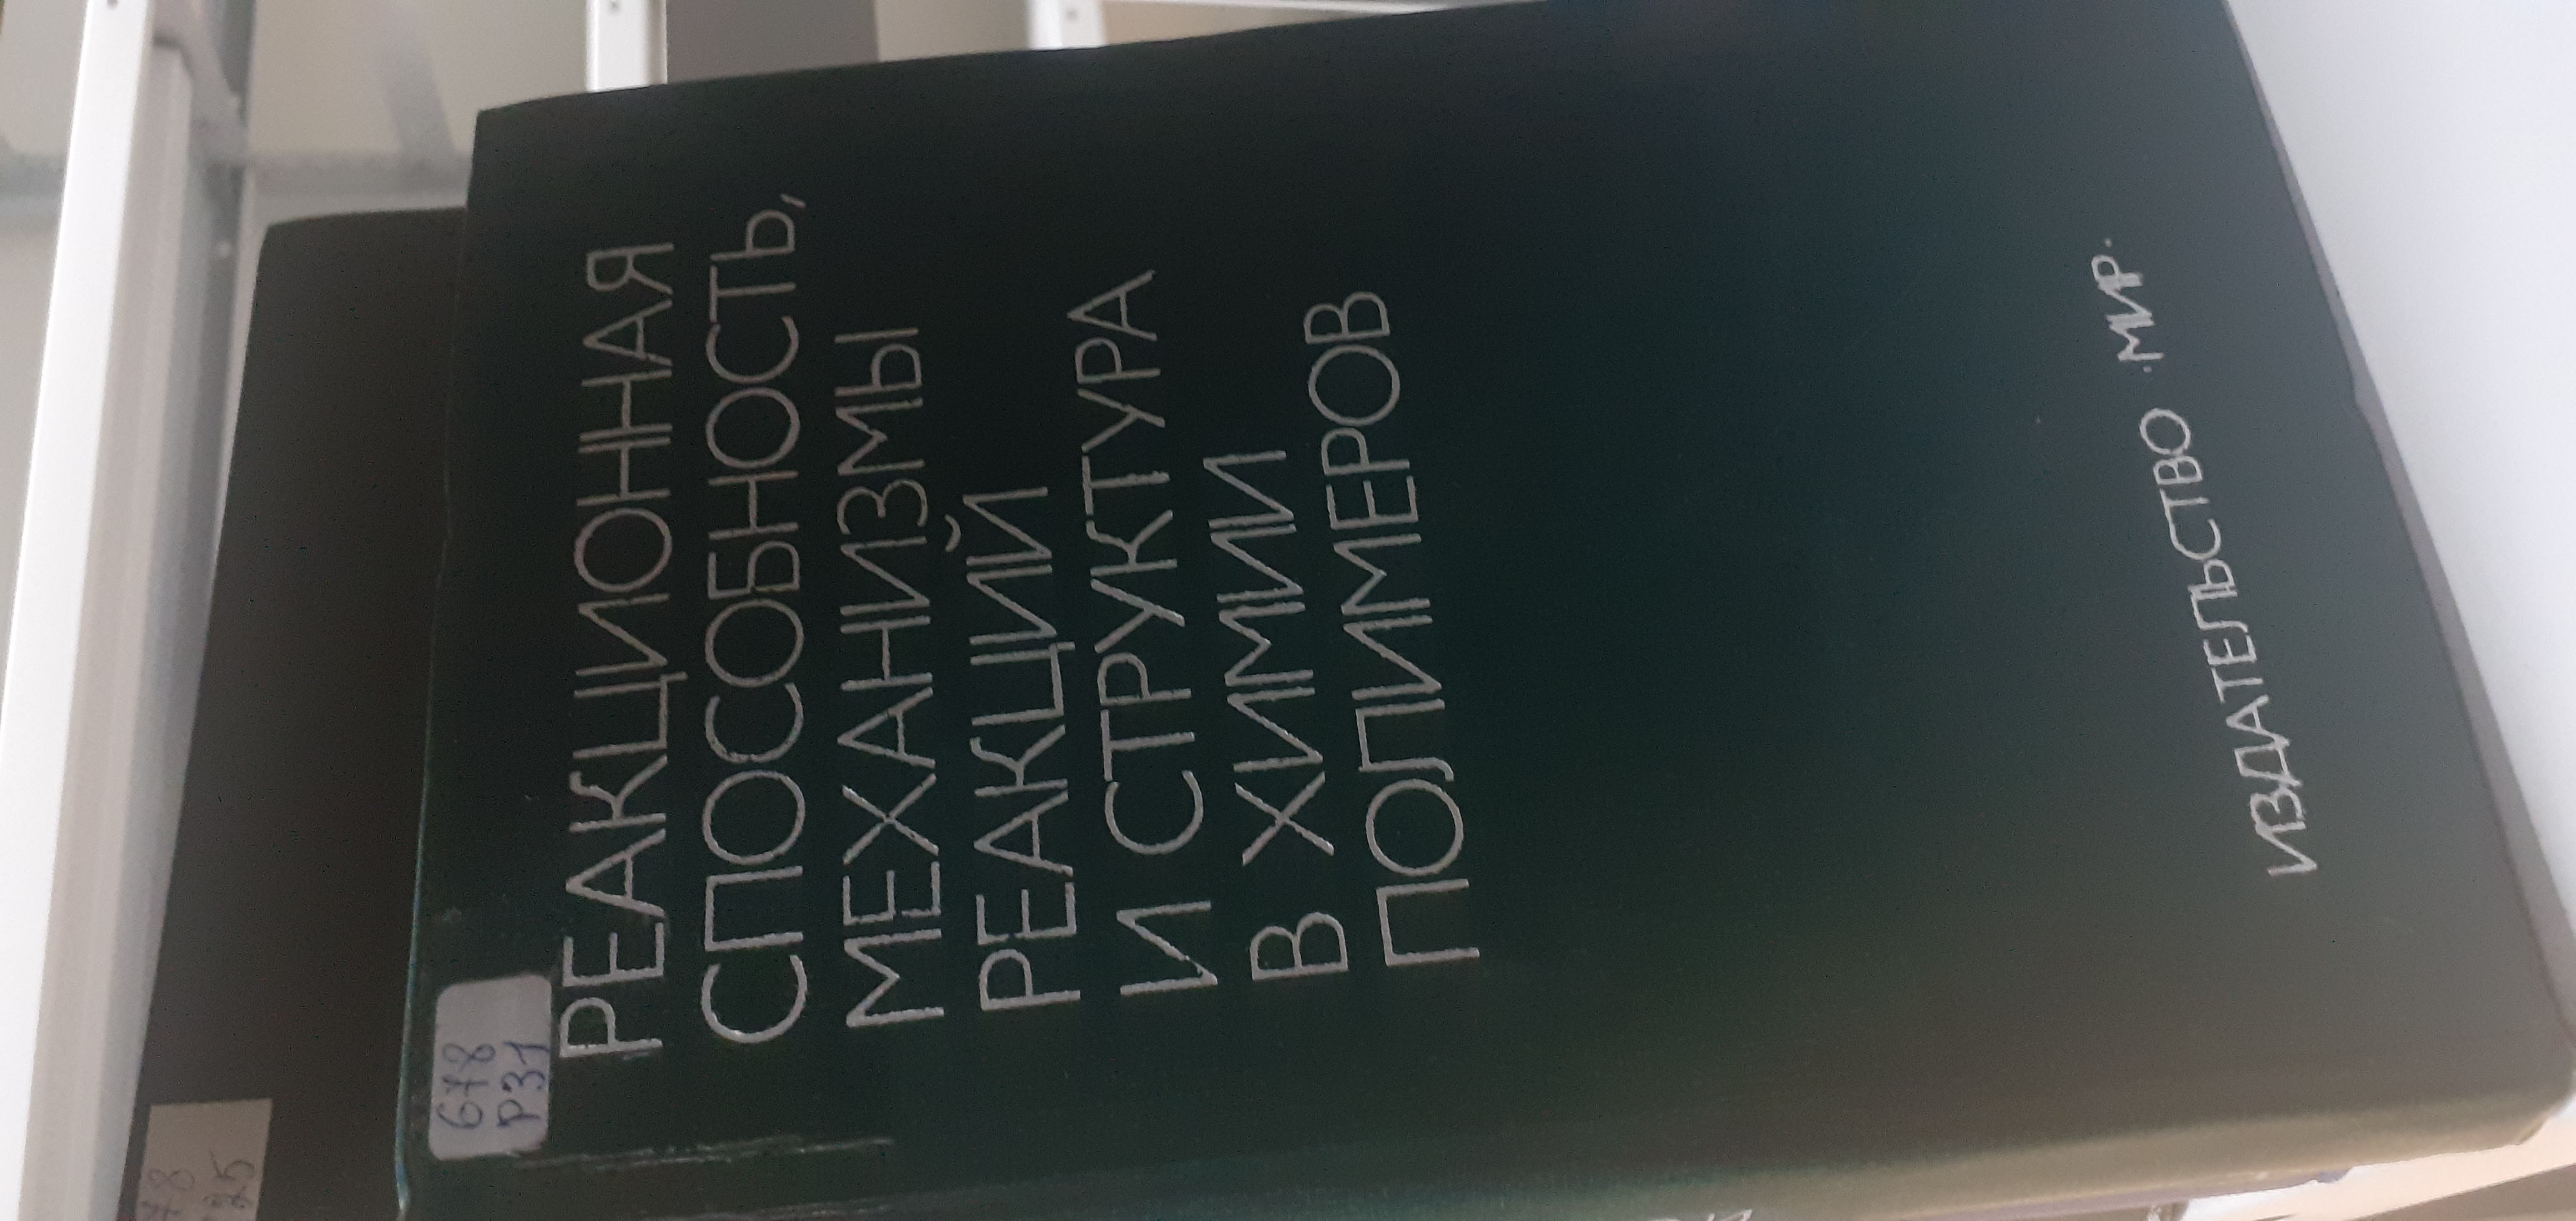 678
Р31
РЕАКЦИОННАЯ
СПОСОБНОСТЬ,
МЕХАНИЗМЫ
РЕАКЦИЙ
И СТРУКТУРА
В ХИМИИ
ПОЛИМЕРОВ
ИЗДАТЕЛЬСТВО «МИР»